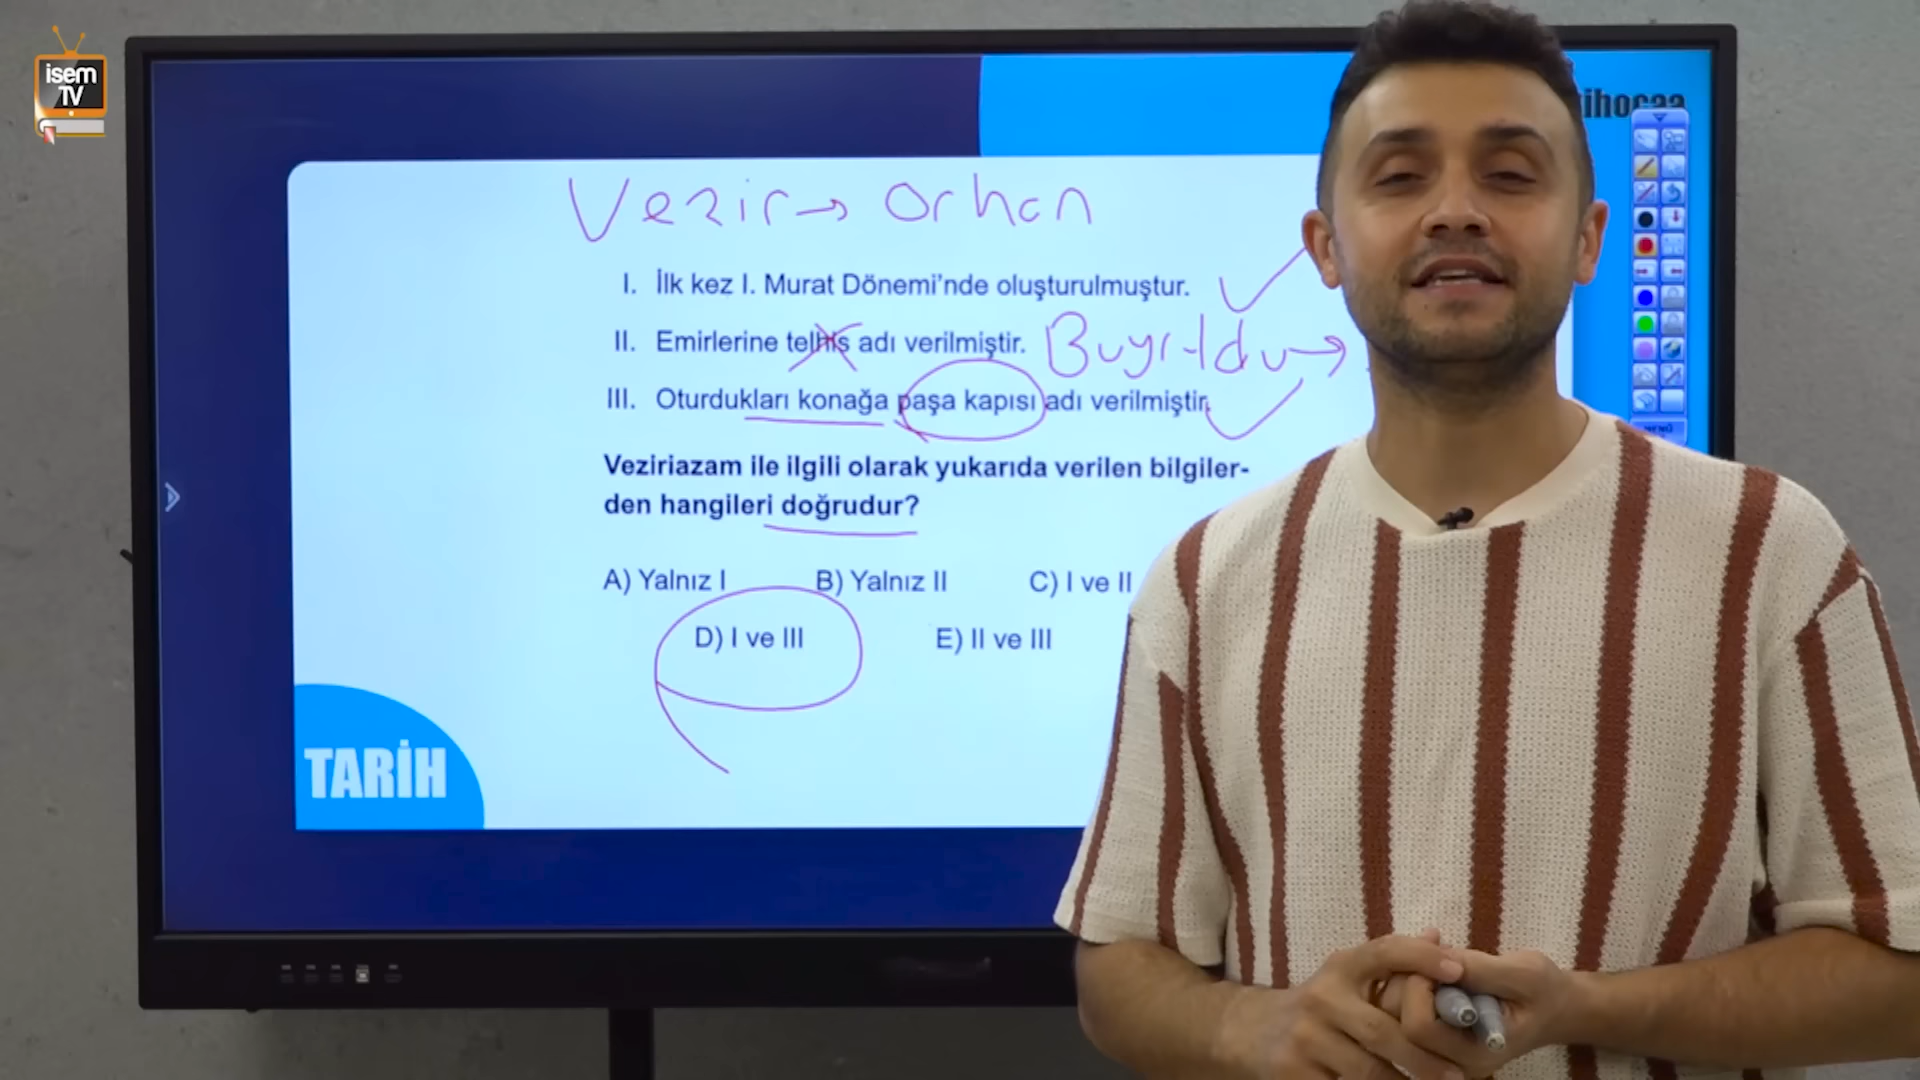 isem
TV
ihocaa
Vezir → Orhan
I. İlk kez I. Murat Dönemi'nde oluşturulmuştur.
II. Emirlerine telhis adı verilmiştir. Buyruldu →
III. Oturdukları konağa paşa kapısı adı verilmiştir.
Veziriazam ile ilgili olarak yukarıda verilen bilgiler-
den hangileri doğrudur?
A) Yalnız I B) Yalnız II C) I ve II
D) I ve III E) II ve III
TARİH